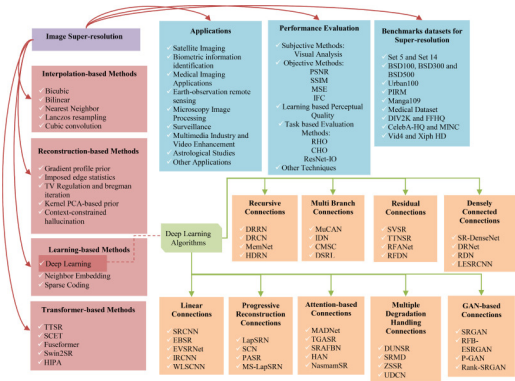 Image Super-resolution
Interpolation-based Methods
Bicubic
Bilinear
Nearest Neighbor
Lanczos resampling
Cubic convolution
Reconstruction-based Methods
Gradient profile prior
Imposed edge statistics
TV Regulation and bregman
iteration
Kernel PCA-based prior
Context-constrained
hallucination
Learning-based Methods
Deep Learning
Neighbor Embedding
Sparse Coding
Transformer-based Methods
TTSR
SCET
Fuseformer
Swin2SR
HIPA
Applications
Satellite Imaging
Biometric information
identification
Medical Imaging
Applications
Earth-observation remote
sensing
Microscopy Image
Processing
Surveillance
Multimedia Industry and
Video Enhancement
Astrological Studies
Other Applications
Performance Evaluation
Subjective Methods:
Visual Analysis
Objective Methods:
PSNR
SSIM
MSE
IFC
Learning based Perceptual
Quality
Task based Evaluation
Methods:
RHO
CHO
ResNet-IO
Other Techniques
Benchmarks datasets for
Super-resolution
Set 5 and Set 14
BSD100, BSD300 and
BSD500
Urban100
PIRM
Manga109
Medical Dataset
DIV2K and FFHQ
CelebA-HQ and MINC
Vid4 and Xiph HD
Deep Learning
Algorithms
Recursive
Connections
DRRN
DRCN
MemNet
HDRN
Multi Branch
Connections
MuCAN
IDN
CMSC
DSRL
Residual
Connections
SVSR
TTNSR
RFANet
RFDN
Densely
Connected
Connections
SR-DenseNet
DRNet
RDN
LESRCNN
Linear
Connections
SRCNN
EBSR
EVSRNet
IRCNN
WLSCNN
Progressive
Reconstruction
Connections
LapSRN
SCN
PASR
MS-LapSRN
Attention-based
Connections
MADNet
TGASR
SRAFBN
HAN
NasmamSR
Multiple
Degradation
Handling
Connections
DUNSR
SRMD
ZSSR
UDCN
GAN-based
Connections
SRGAN
RFB-
ESRGAN
P-GAN
Rank-SRGAN